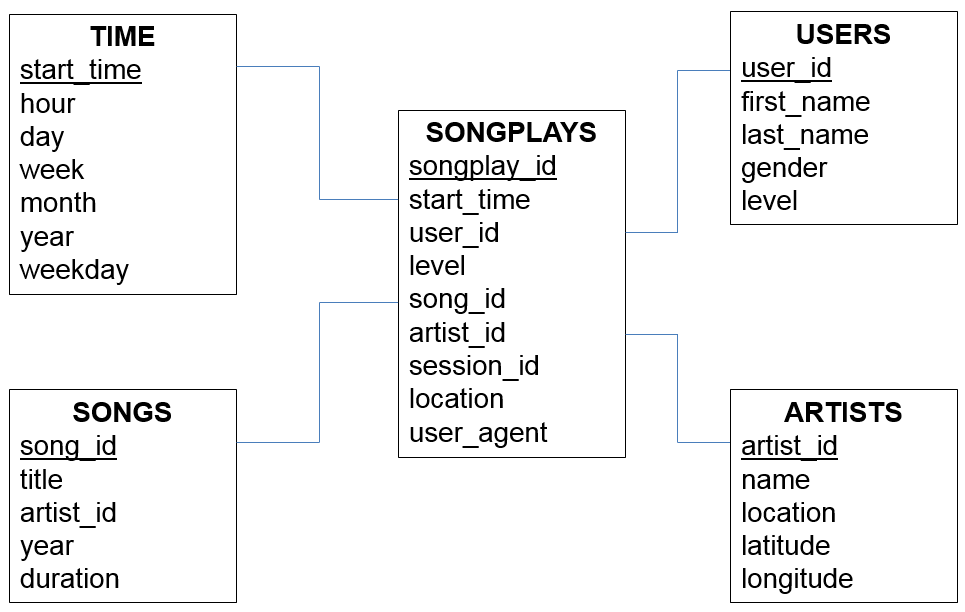 TIME
start_time
hour
day
week
month
year
weekday
SONGPLAYS
songplay_id
start_time
user_id
level
song_id
artist_id
session_id
location
user_agent
USERS
user_id
first_name
last_name
gender
level
SONGS
song_id
title
artist_id
year
duration
ARTISTS
artist_id
name
location
latitude
longitude